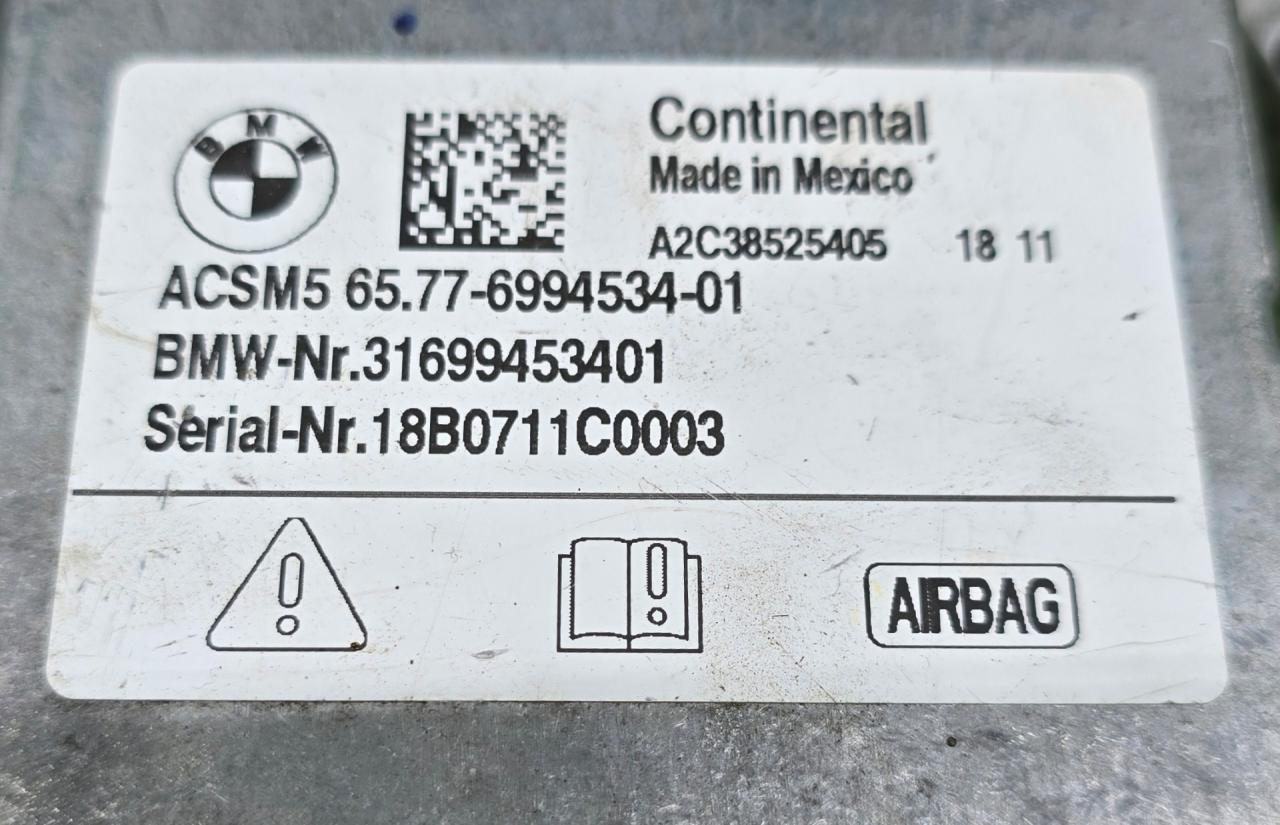 BMW
Continental
Made in Mexico
A2C38525405 18 11
ACSM5 65.77-6994534-01
BMW-Nr.31699453401
Serial-Nr.18B0711C0003
AIRBAG